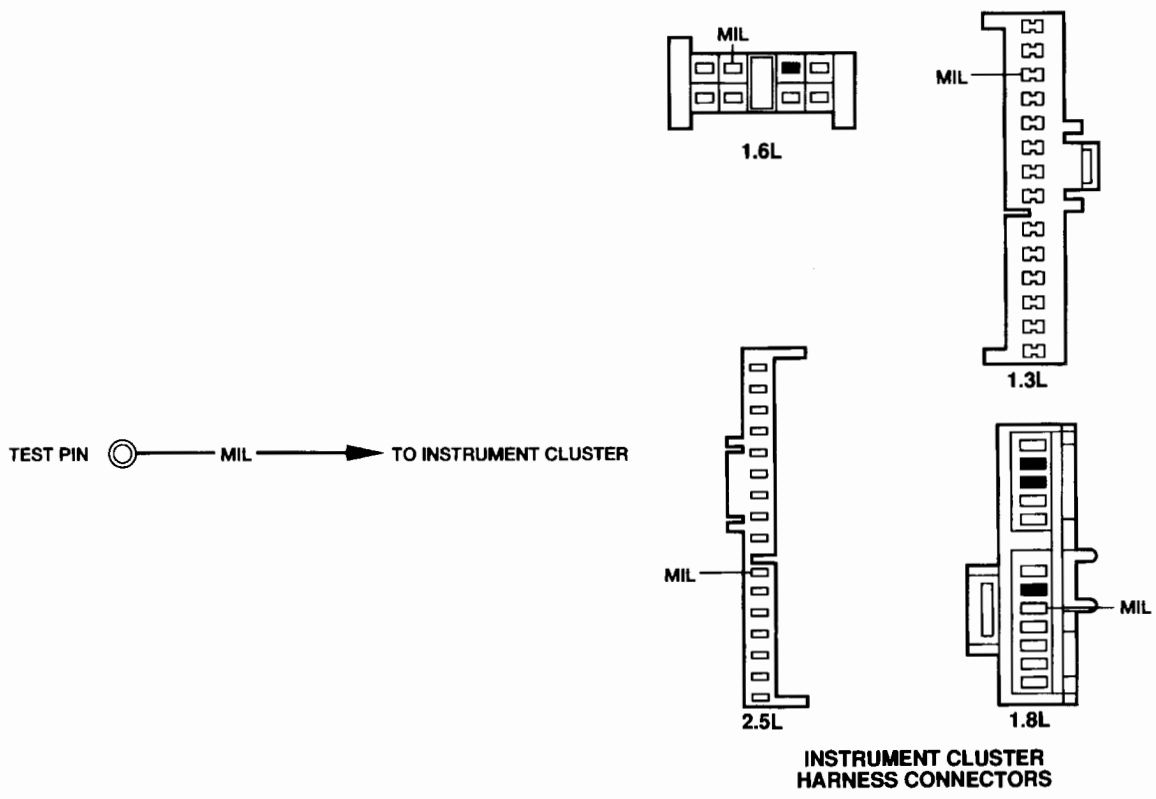 MIL
1.6L
MIL
1.3L
TEST PIN
MIL
TO INSTRUMENT CLUSTER
MIL
2.5L
MIL
1.8L
INSTRUMENT CLUSTER
HARNESS CONNECTORS